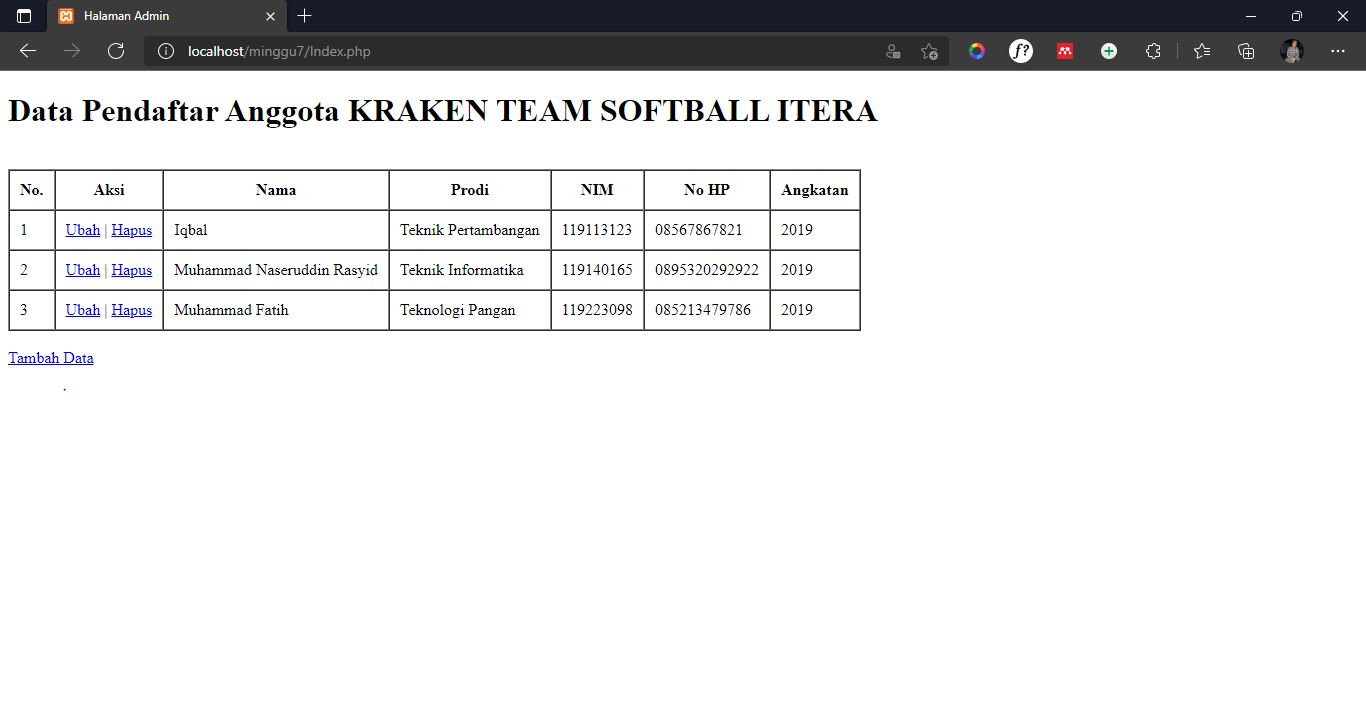 Halaman Admin
localhost/minggu7/Index.php
f?
Data Pendaftar Anggota KRAKEN TEAM SOFTBALL ITERA
No. Aksi Nama Prodi NIM No HP Angkatan
1 Ubah | Hapus Iqbal Teknik Pertambangan 119113123 08567867821 2019
2 Ubah | Hapus Muhammad Naseruddin Rasyid Teknik Informatika 119140165 0895320292922 2019
3 Ubah | Hapus Muhammad Fatih Teknologi Pangan 119223098 085213479786 2019
Tambah Data